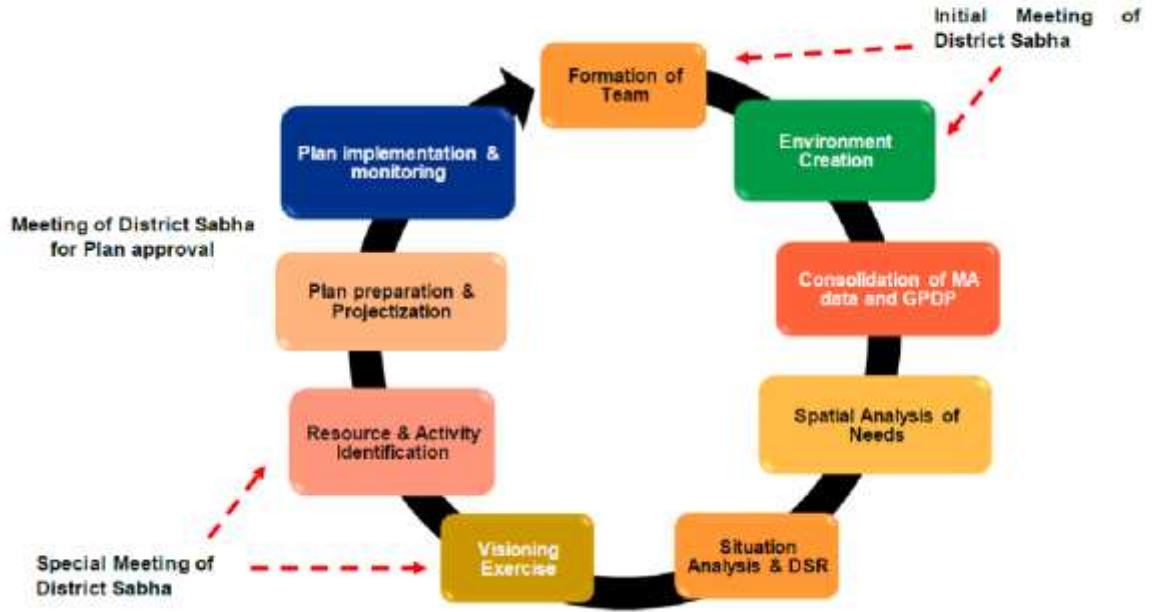 Initial Meeting of
District Sabha
Formation of
Team
Environment
Creation
Consolidation of MA
data and GPDP
Spatial Analysis of
Needs
Situation
Analysis & DSR
Visioning
Exercise
Special Meeting of
District Sabha
Resource & Activity
Identification
Plan preparation &
Projectization
Meeting of District Sabha
for Plan approval
Plan implementation &
monitoring